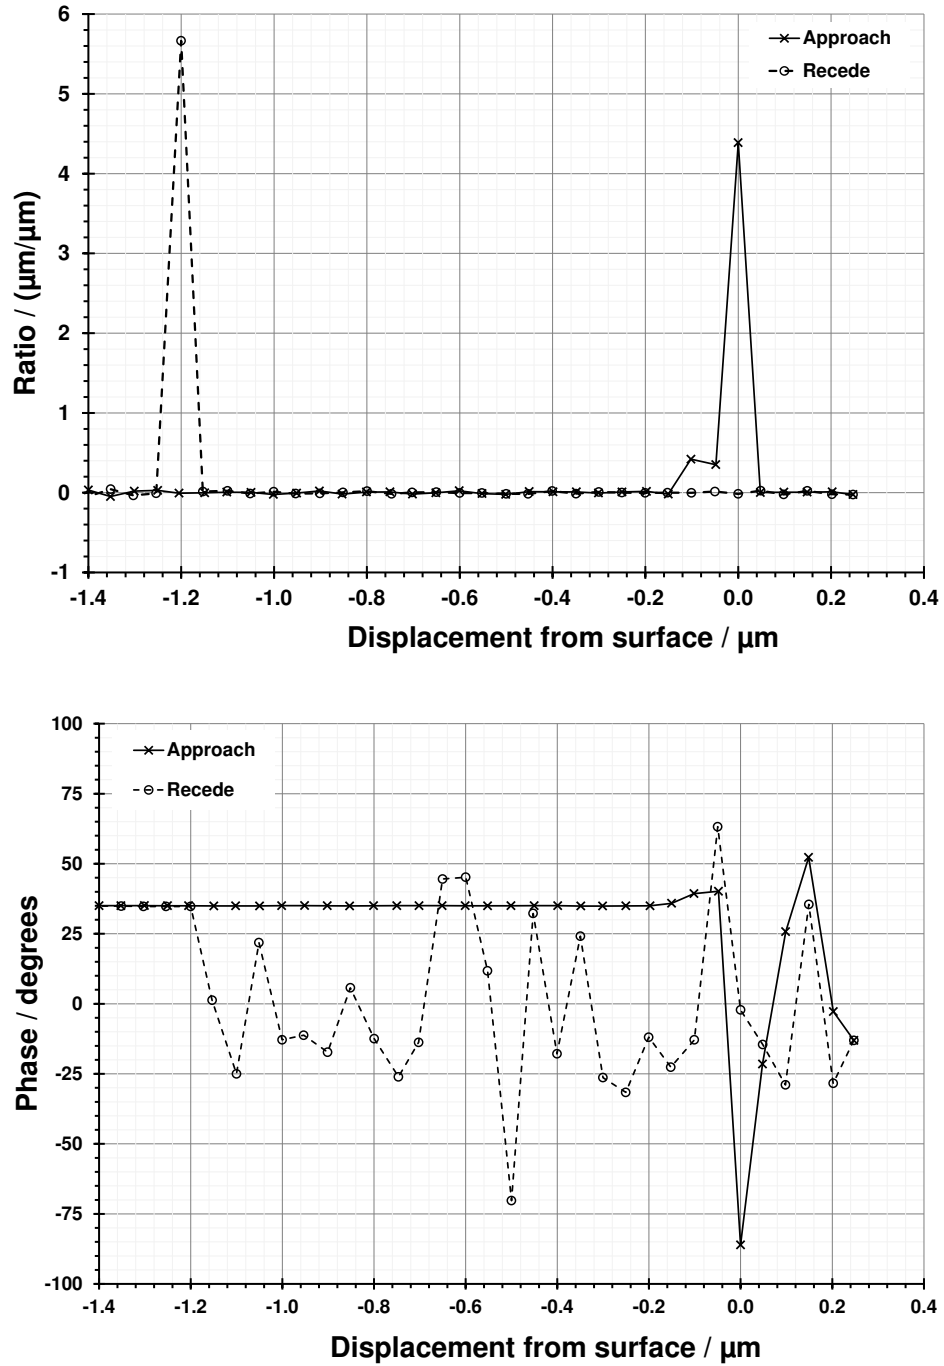 6
5
4
3
2
1
0
-1
Ratio / (μm/μm)
Approach
Recede
-1.4 -1.2 -1.0 -0.8 -0.6 -0.4 -0.2 0.0 0.2 0.4
Displacement from surface / μm
100
75
50
25
0
-25
-50
-75
-100
Phase / degrees
Approach
Recede
-1.4 -1.2 -1.0 -0.8 -0.6 -0.4 -0.2 0.0 0.2 0.4
Displacement from surface / μm